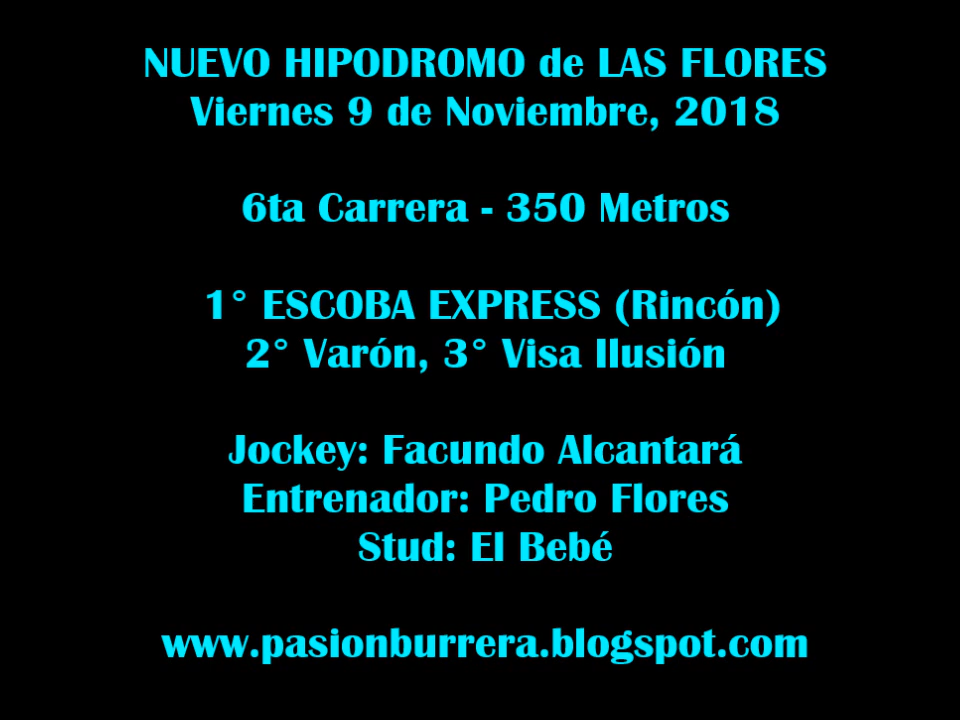 NUEVO HIPODROMO de LAS FLORES
Viernes 9 de Noviembre, 2018
6ta Carrera - 350 Metros
1° ESCOBA EXPRESS (Rincón)
2° Varón, 3° Visa Ilusión
Jockey: Facundo Alcantará
Entrenador: Pedro Flores
Stud: El Bebé
www.pasionburrera.blogspot.com